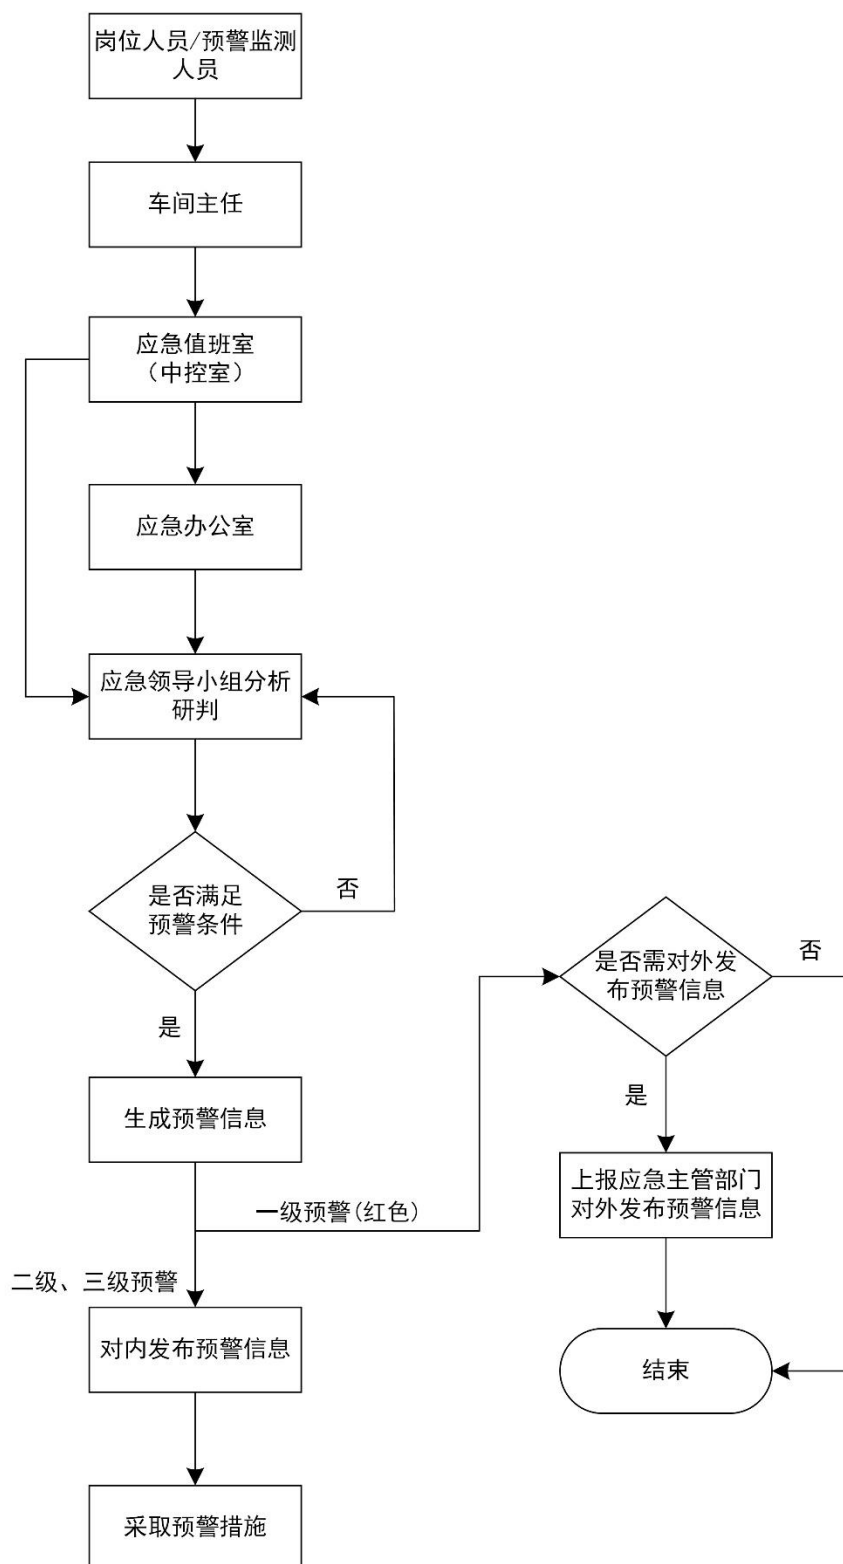 岗位人员/预警监测
人员
车间主任
应急值班室
（中控室）
应急办公室
应急领导小组分析
研判
是否满足
预警条件
否
是
生成预警信息
一级预警(红色)
二级、三级预警
对内发布预警信息
采取预警措施
是否需对外发
布预警信息
否
是
上报应急主管部门
对外发布预警信息
结束